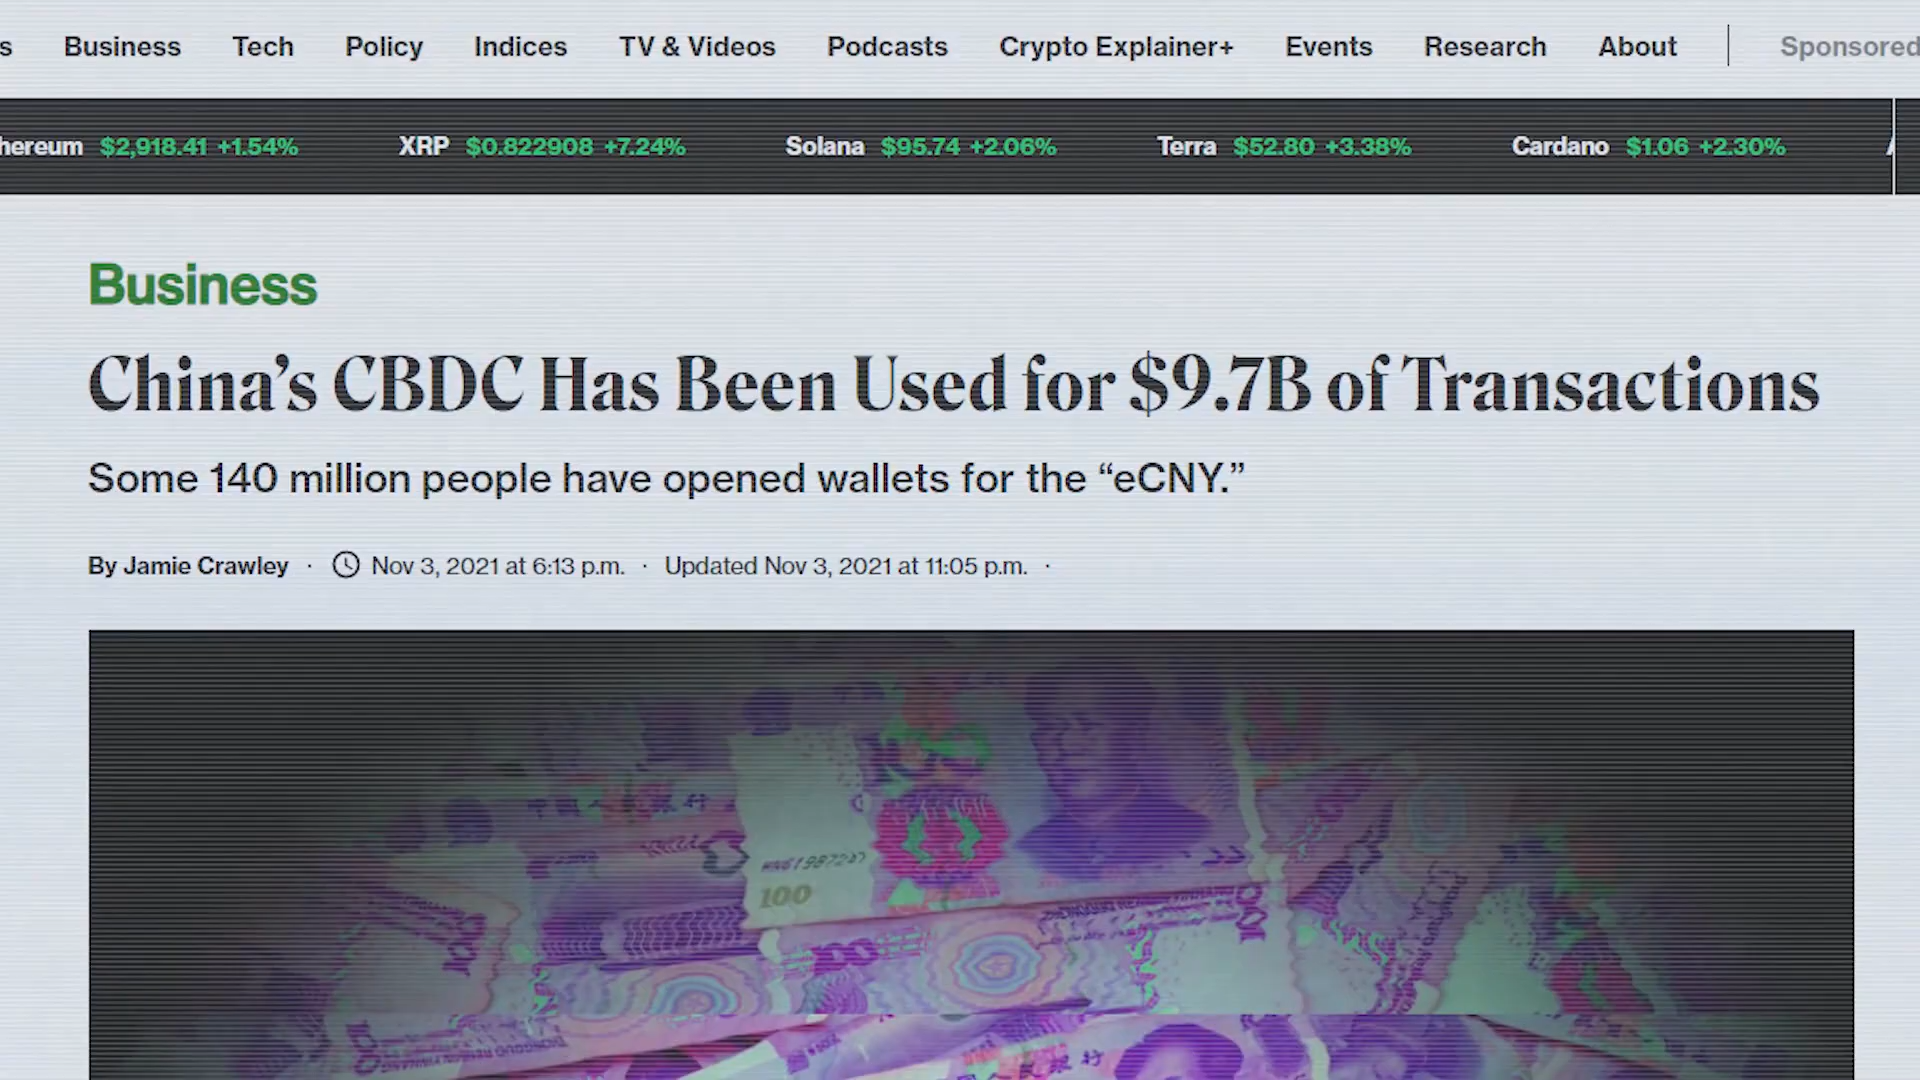 Business Tech Policy Indices TV & Videos Podcasts Crypto Explainer+ Events Research About Sponsored
hereum $2,918.41 +1.54% XRP $0.822908 +7.24% Solana $95.74 +2.06% Terra $52.80 +3.38% Cardano $1.06 +2.30%
Business
China’s CBDC Has Been Used for $9.7B of Transactions
Some 140 million people have opened wallets for the “eCNY.”
By Jamie Crawley · Nov 3, 2021 at 6:13 p.m. · Updated Nov 3, 2021 at 11:05 p.m. ·
100